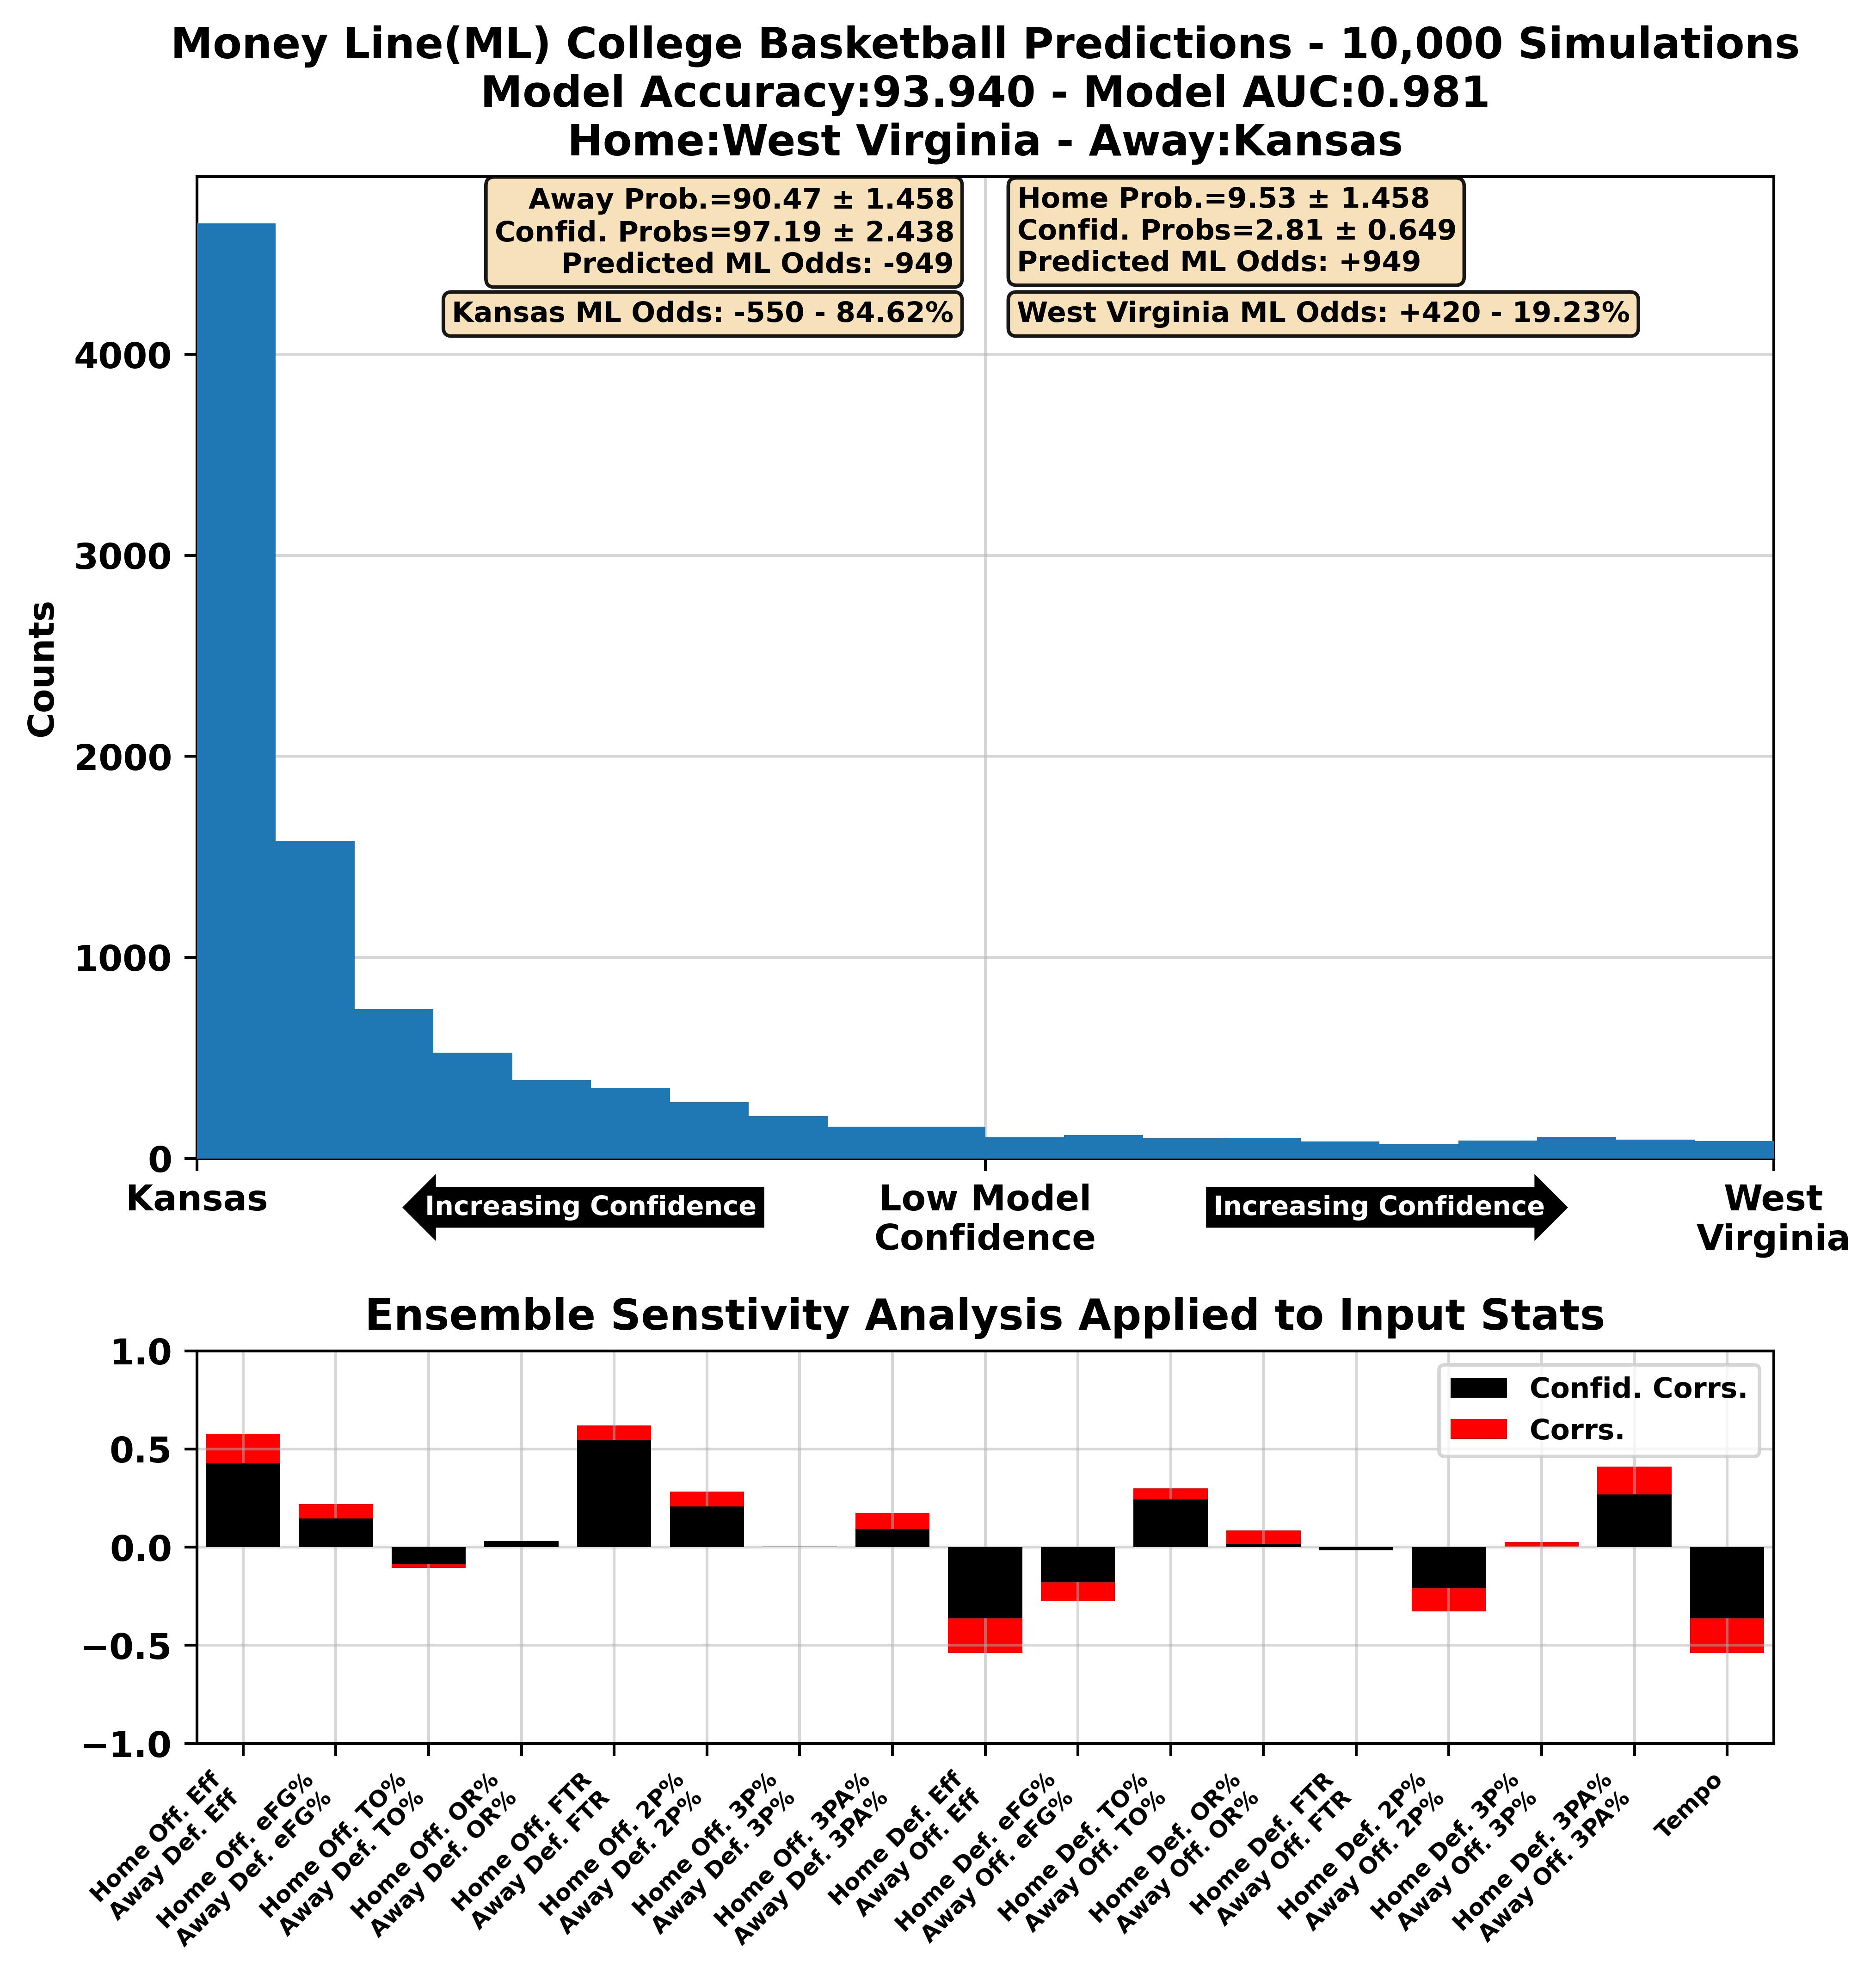 Money Line(ML) College Basketball Predictions - 10,000 Simulations
Model Accuracy:93.940 - Model AUC:0.981
Home:West Virginia - Away:Kansas
Away Prob.=90.47 ± 1.458
Confid. Probs=97.19 ± 2.438
Predicted ML Odds: -949
Kansas ML Odds: -550 - 84.62%
Home Prob.=9.53 ± 1.458
Confid. Probs=2.81 ± 0.649
Predicted ML Odds: +949
West Virginia ML Odds: +420 - 19.23%
Counts
4000
3000
2000
1000
0
Kansas
Increasing Confidence
Low Model
Confidence
Increasing Confidence
West
Virginia
Ensemble Senstivity Analysis Applied to Input Stats
1.0
0.5
0.0
−0.5
−1.0
Confid. Corrs.
Corrs.
Home Off. Eff
Away Def. Eff
Home Off. eFG%
Away Def. eFG%
Home Off. TO%
Away Def. TO%
Home Off. OR%
Away Def. OR%
Home Off. FTR
Away Def. FTR
Home Off. 2P%
Away Def. 2P%
Home Off. 3P%
Away Def. 3P%
Home Off. 3PA%
Away Def. 3PA%
Home Def. Eff
Away Off. Eff
Home Def. eFG%
Away Off. eFG%
Home Def. TO%
Away Off. TO%
Home Def. OR%
Away Off. OR%
Home Def. FTR
Away Off. FTR
Home Def. 2P%
Away Off. 2P%
Home Def. 3P%
Away Off. 3P%
Home Def. 3PA%
Away Off. 3PA%
Tempo